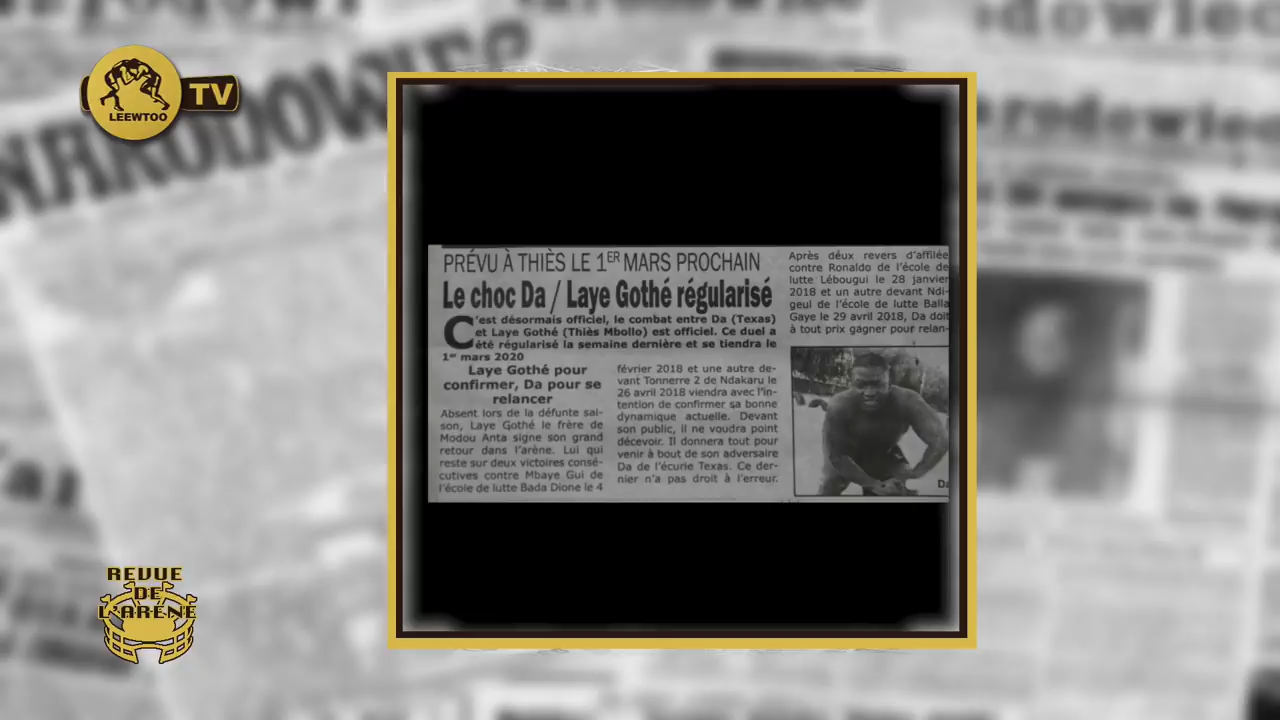 LEEWTOO
TV
NARODOWIES
PRÉVU À THIÈS LE 1ER MARS PROCHAIN
Le choc Da / Laye Gothé régularisé
C'est désormais officiel, le combat entre Da (Texas)
et Laye Gothé (Thiès Mbollo) est officiel. Ce duel a
été régularisé la semaine dernière et se tiendra le
1er mars 2020
Laye Gothé pour
confirmer, Da pour se
relancer
Absent lors de la défunte sai-
son, Laye Gothé le frère de
Modou Anta signe son grand
retour dans l'arène. Lui qui
reste sur deux victoires consé-
cutives contre Mbaye Gui de
l'école de lutte Bada Dione le 4
février 2018 et une autre de-
vant Tonnerre 2 de Ndakaru le
26 avril 2018 viendra avec l'in-
tention de confirmer sa bonne
dynamique actuelle. Devant
son public, il ne voudra point
décevoir. Il donnera tout pour
venir à bout de son adversaire
Da de l'écurie Texas. Ce der-
nier n'a pas droit à l'erreur.
Après déux revers d'affilée
contre Ronaldo de l'école de
lutte Lébougui le 28 janvier
2018 et un autre devant Ndi-
geul de l'école de lutte Balla
Gaye le 29 avril 2018, Da doit
à tout prix gagner pour relan-
Da
REVUE
DE
L'ARÈNE